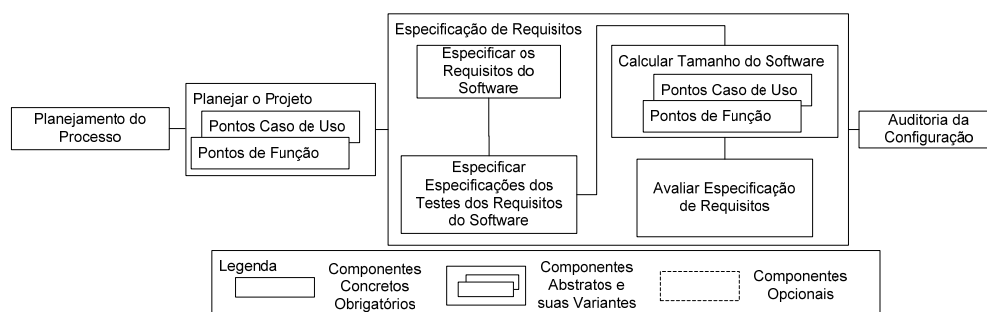 Planejamento do
Processo
Planejar o Projeto
Pontos Caso de Uso
Pontos de Função
Especificação de Requisitos
Especificar os
Requisitos do
Software
Especificar
Especificações dos
Testes dos Requisitos
do Software
Calcular Tamanho do Software
Pontos Caso de Uso
Pontos de Função
Avaliar Especificação
de Requisitos
Auditoria da
Configuração
Legenda
Componentes
Concretos
Obrigatórios
Componentes
Abstratos e
suas Variantes
Componentes
Opcionais